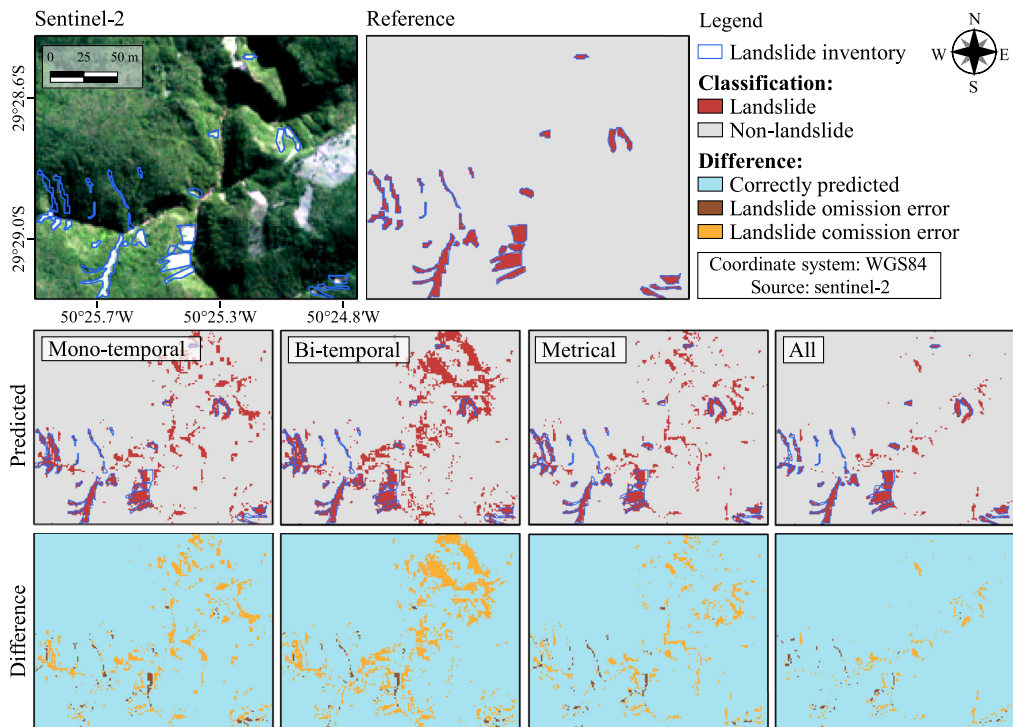 Sentinel-2
Reference
Legend
0 25 50 m
Landslide inventory
N
W E
S
Classification:
Landslide
Non-landslide
Difference:
Correctly predicted
Landslide omission error
Landslide comission error
Coordinate system: WGS84
Source: sentinel-2
29°28.6'S
29°29.0'S
50°25.7'W
50°25.3'W
50°24.8'W
Predicted
Mono-temporal
Bi-temporal
Metrical
All
Difference